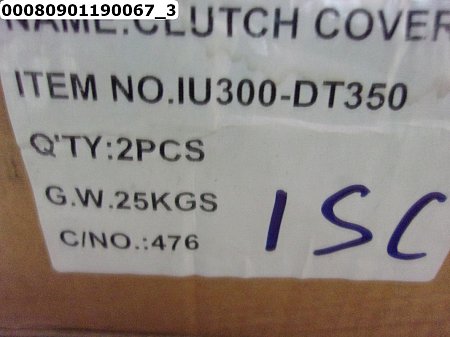 00080901190067_3
NAME:CLUTCH COVER
ITEM NO.IU300-DT350
Q'TY:2PCS
G.W.25KGS
C/NO.:476
ISC